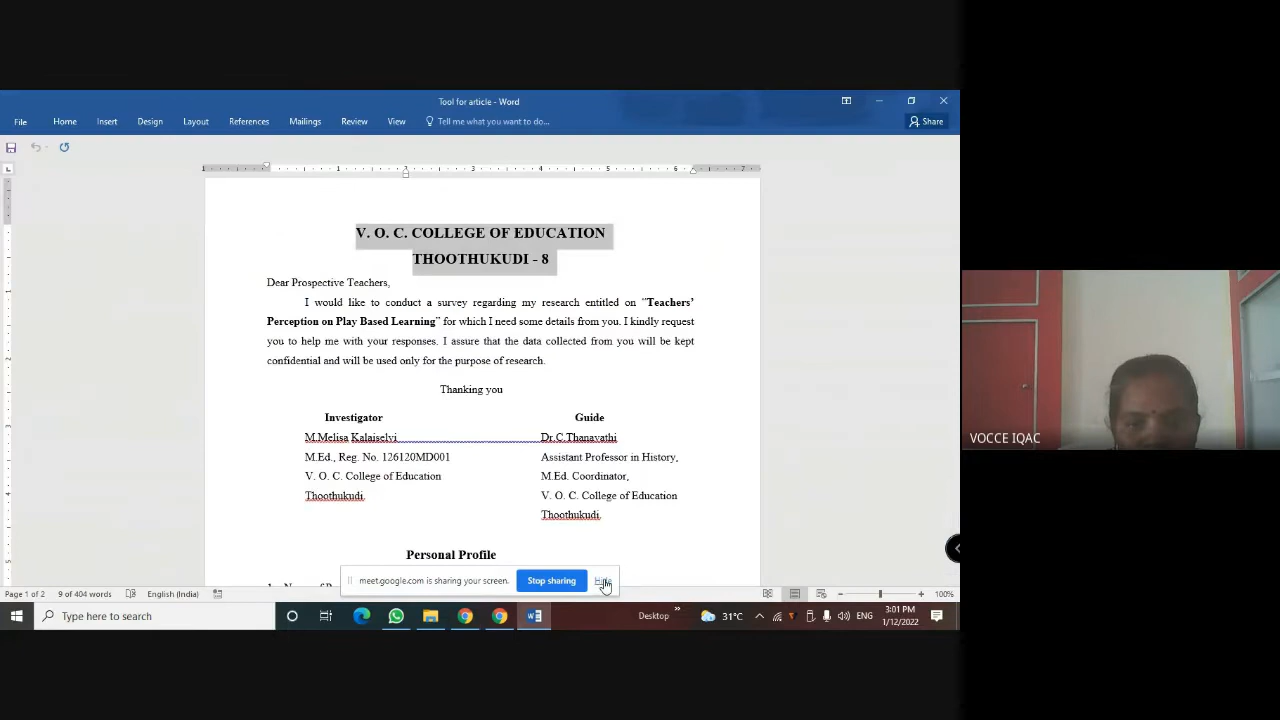 Tool for article - Word
File Home Insert Design Layout References Mailings Review View Tell me what you want to do... Share
V. O. C. COLLEGE OF EDUCATION
THOOTHUKUDI - 8
Dear Prospective Teachers,
I would like to conduct a survey regarding my research entitled on “Teachers’
Perception on Play Based Learning” for which I need some details from you. I kindly request
you to help me with your responses. I assure that the data collected from you will be kept
confidential and will be used only for the purpose of research.
Thanking you
Investigator Guide
M.Melisa Kalaiselvi Dr.C.Thanavathi
M.Ed., Reg. No. 126120MD001 Assistant Professor in History,
V. O. C. College of Education M.Ed. Coordinator,
Thoothukudi. V. O. C. College of Education
Thoothukudi.
Personal Profile
meet.google.com is sharing your screen. Stop sharing Hide
Page 1 of 2 9 of 404 words English (India) 100%
Type here to search Desktop 31°C ENG 3:01 PM
1/12/2022
VOCCE IQAC